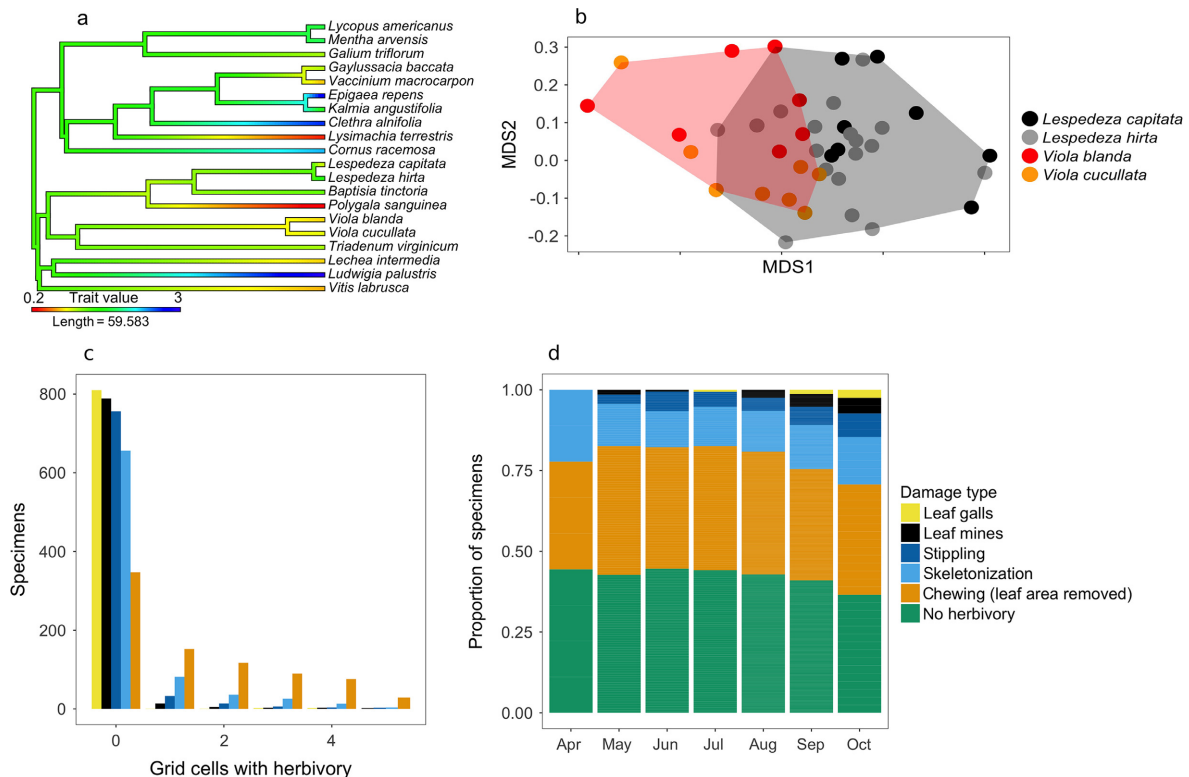 a
Lycopus americanus
Mentha arvensis
Galium triflorum
Gaylussacia baccata
Vaccinium macrocarpon
Epigaea repens
Kalmia angustifolia
Clethra alnifolia
Lysimachia terrestris
Cornus racemosa
Lespedeza capitata
Lespedeza hirta
Baptisia tinctoria
Polygala sanguinea
Viola blanda
Viola cucullata
Triadenum virginicum
Lechea intermedia
Ludwigia palustris
Vitis labrusca
0.2 Trait value 3
Length = 59.583
b
MDS2
0.3
0.2
0.1
0.0
-0.1
-0.2
MDS1
Lespedeza capitata
Lespedeza hirta
Viola blanda
Viola cucullata
c
Specimens
800
600
400
200
0
0 2 4
Grid cells with herbivory
d
Proportion of specimens
1.00
0.75
0.50
0.25
0.00
Apr May Jun Jul Aug Sep Oct
Damage type
Leaf galls
Leaf mines
Stippling
Skeletonization
Chewing (leaf area removed)
No herbivory